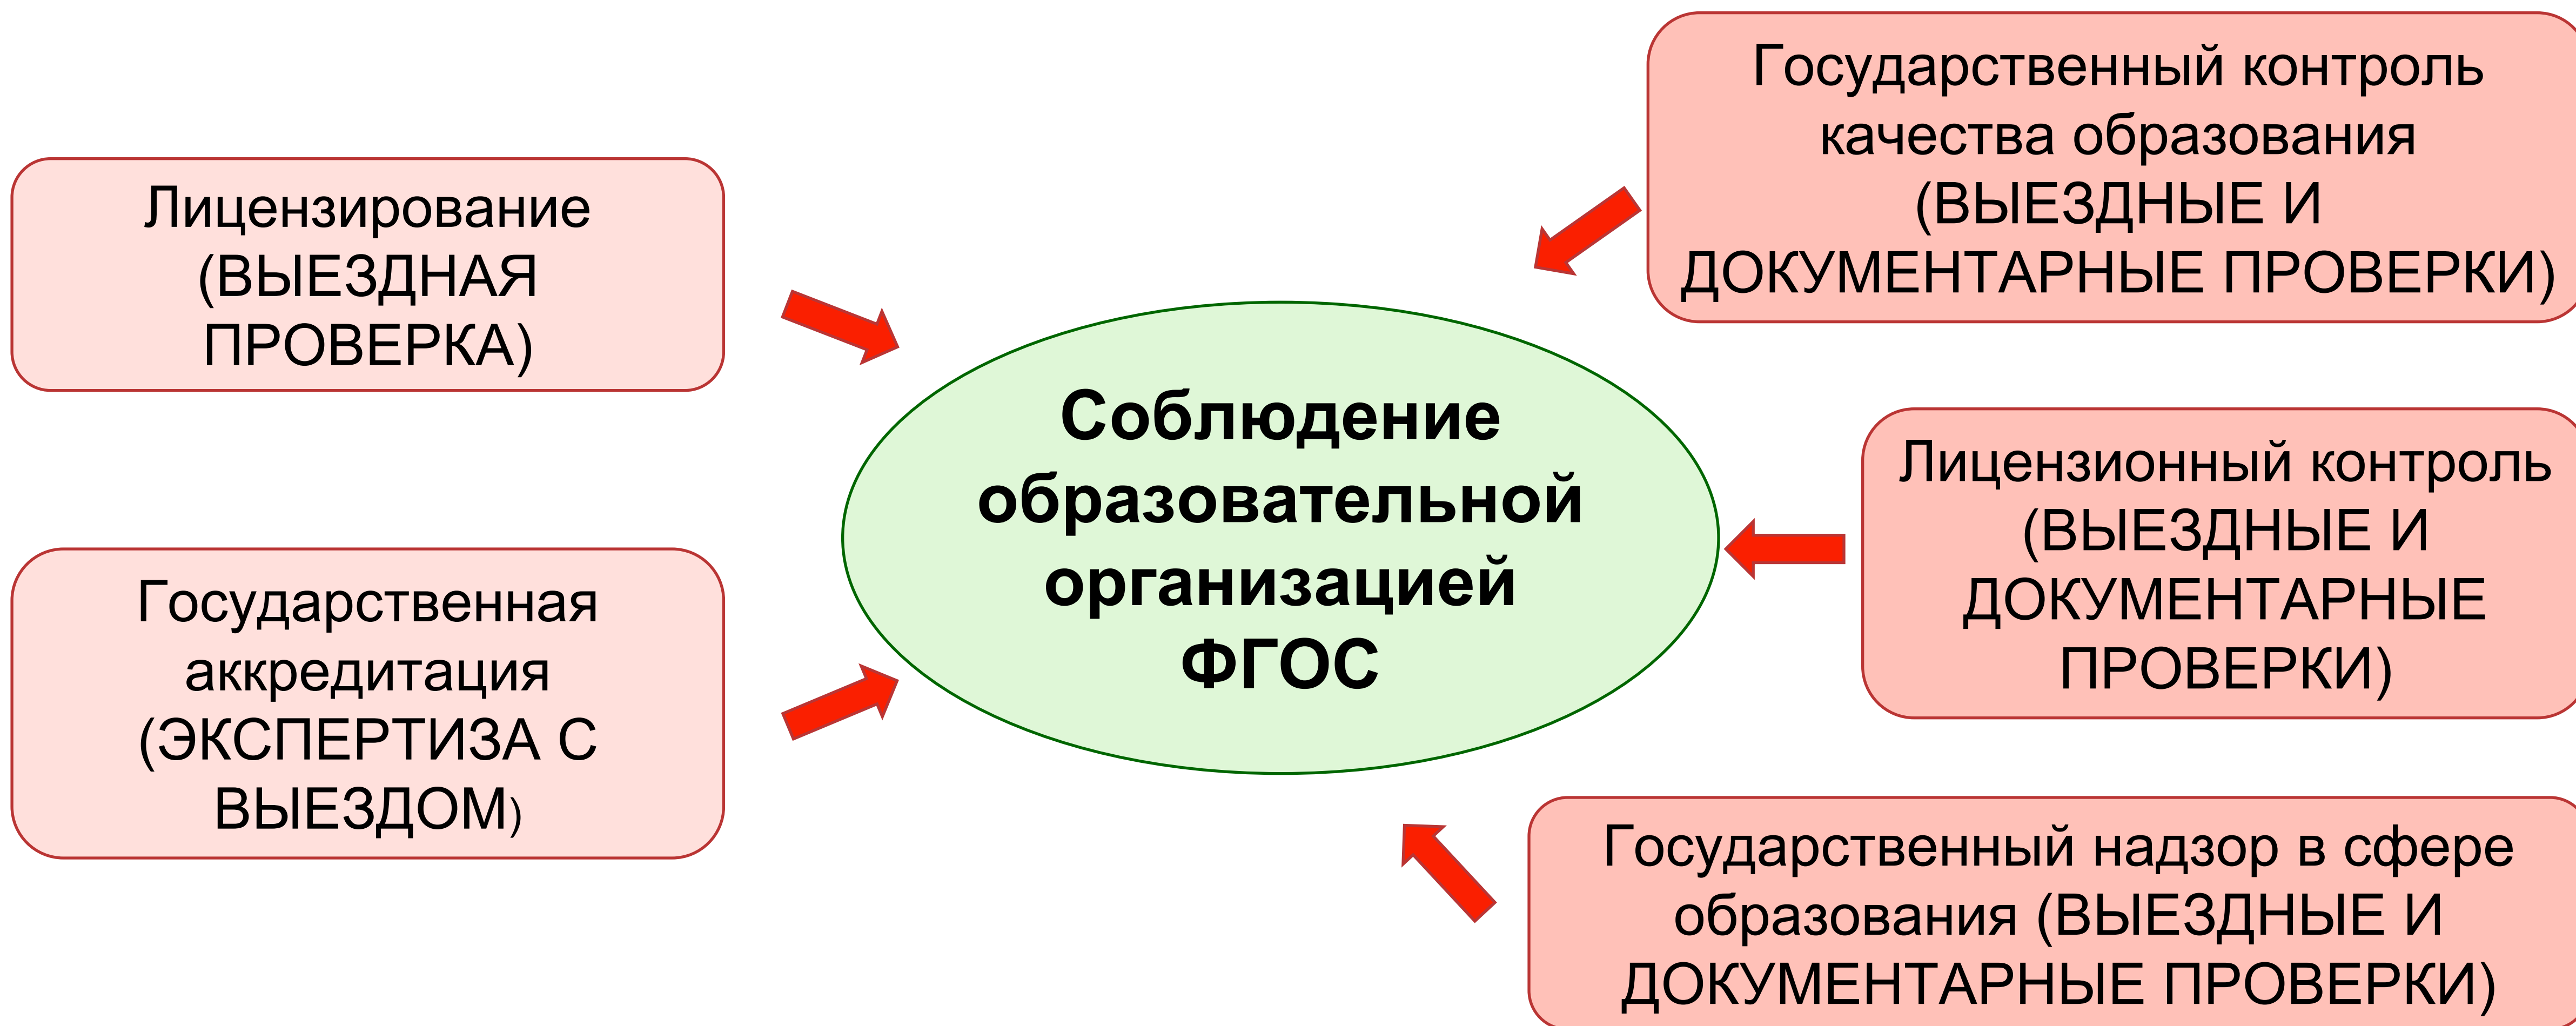 Лицензирование
(ВЫЕЗДНАЯ
ПРОВЕРКА)
Государственная
аккредитация
(ЭКСПЕРТИЗА С
ВЫЕЗДОМ)
Соблюдение
образовательной
организацией
ФГОС
Государственный контроль
качества образования
(ВЫЕЗДНЫЕ И
ДОКУМЕНТАРНЫЕ ПРОВЕРКИ)
Лицензионный контроль
(ВЫЕЗДНЫЕ И
ДОКУМЕНТАРНЫЕ
ПРОВЕРКИ)
Государственный надзор в сфере
образования (ВЫЕЗДНЫЕ И
ДОКУМЕНТАРНЫЕ ПРОВЕРКИ)